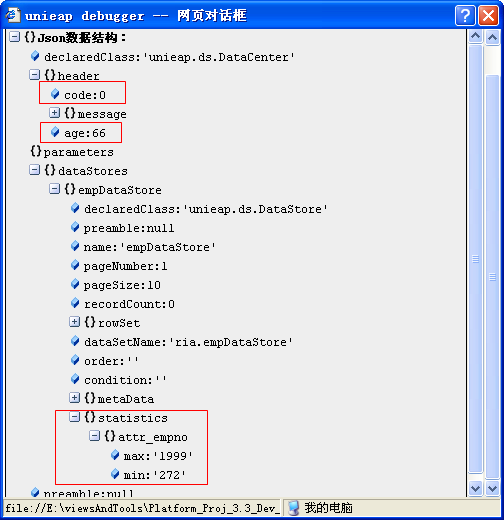 unieap debugger -- 网页对话框
{}Json数据结构：
declaredClass:'unieap.ds.DataCenter'
{}header
code:0
{}message
age:66
{}parameters
{}dataStores
{}empDataStore
declaredClass:'unieap.ds.DataStore'
preamble:null
name:'empDataStore'
pageNumber:1
pageSize:10
recordCount:0
{}rowSet
dataSetName:'ria.empDataStore'
order:''
condition:''
{}metaData
{}statistics
{}attr_empno
max:'1999'
min:'272'
preamble:null
file://E:\viewsAndTools\Platform_Proj_3.3_Dev_ 我的电脑